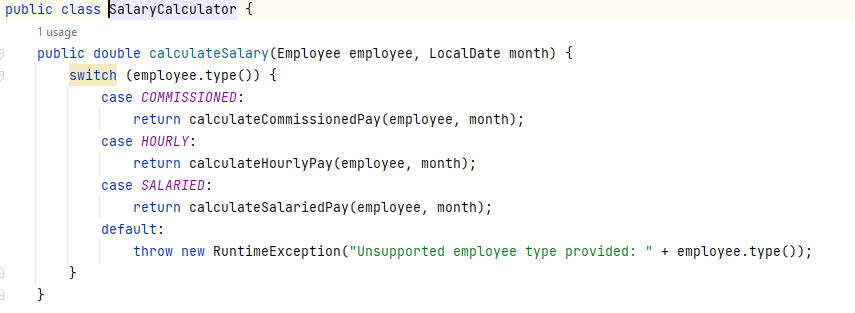 public class SalaryCalculator {
1 usage
public double calculateSalary(Employee employee, LocalDate month) {
switch (employee.type()) {
case COMMISSIONED:
return calculateCommissionedPay(employee, month);
case HOURLY:
return calculateHourlyPay(employee, month);
case SALARIED:
return calculateSalariedPay(employee, month);
default:
throw new RuntimeException("Unsupported employee type provided: " + employee.type());
}
}